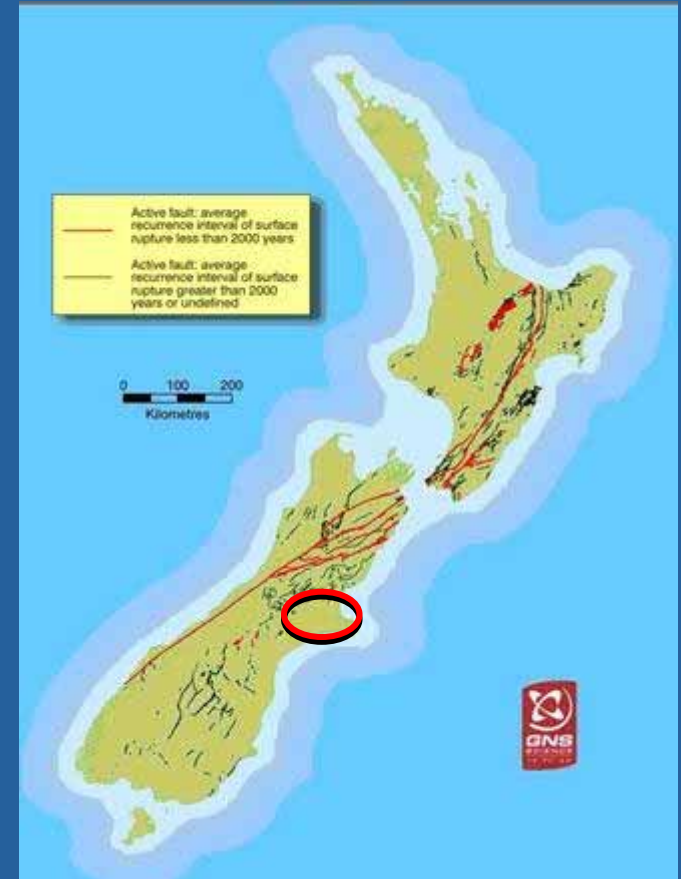 Active fault: average
recurrence interval of surface
rupture less than 2000 years
Active fault: average
recurrence interval of surface
rupture greater than 2000
years or undefined
0 100 200
Kilometres
GNS
SCIENCE